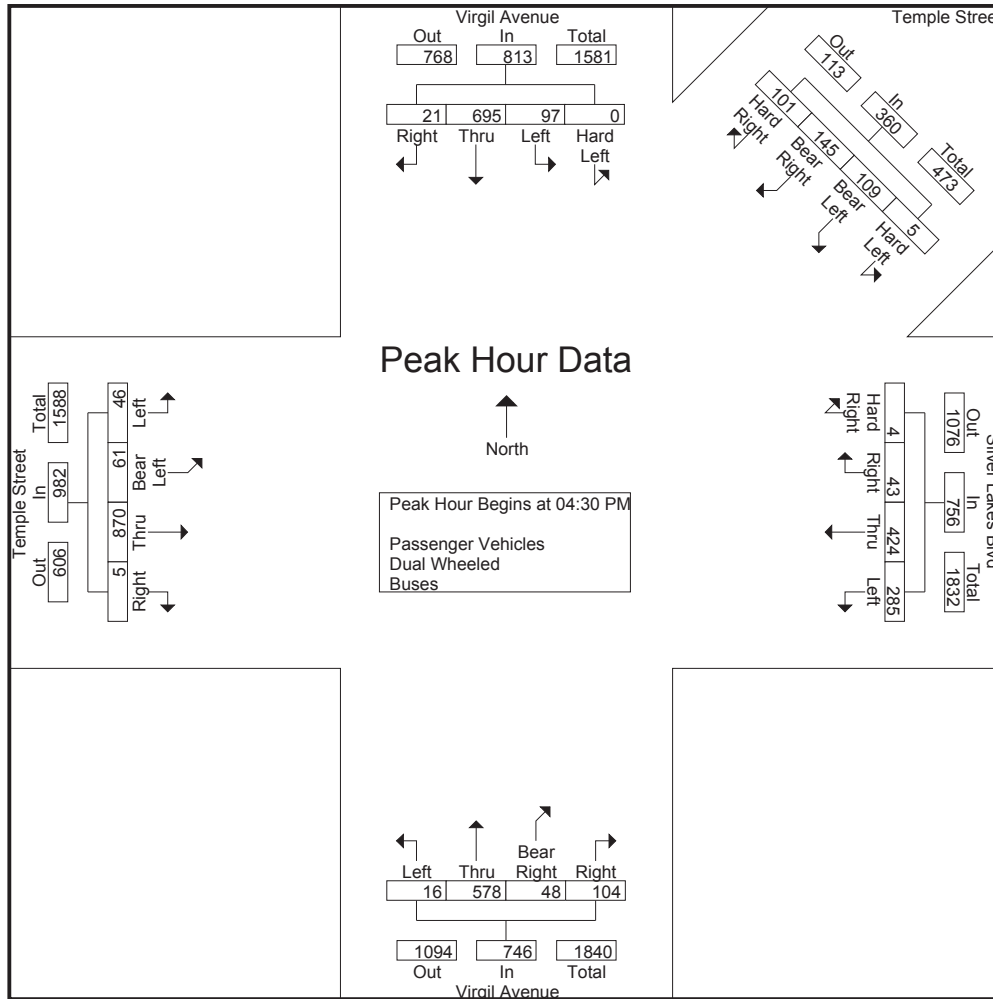 Virgil Avenue
Out In Total
768 813 1581
21 695 97 0
Right Thru Left Hard
Left
Temple Stree
Out
113
In
360
Total
473
101
Hard
Right
145
Bear
Right
109
Bear
Left
5
Hard
Left
Peak Hour Data
North
Peak Hour Begins at 04:30 PM
Passenger Vehicles
Dual Wheeled
Buses
Temple Street
Out In Total
606 982 1588
46 61 870 5
Left Bear
Left Thru Right
Silver Lakes Blvd
Out In Total
1076 756 1832
4 43 424 285
Hard
Right Right Thru Left
Bear
Left Thru Right Right
16 578 48 104
1094 746 1840
Out In Total
Virgil Avenue